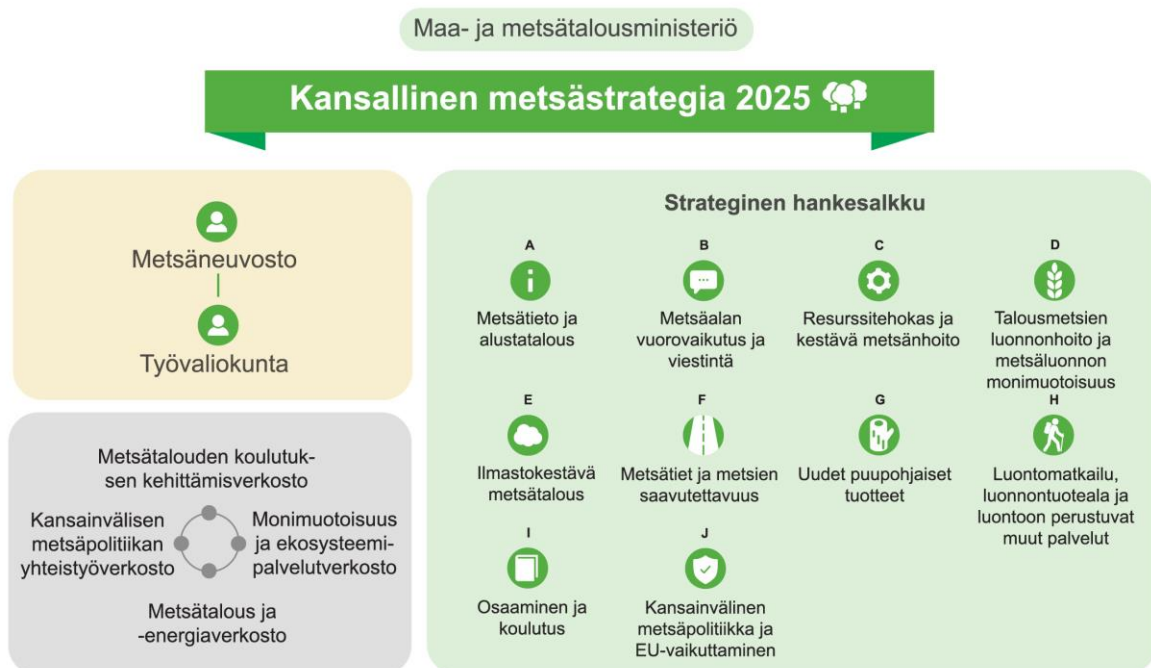 Maa- ja metsätalousministeriö
Kansallinen metsästrategia 2025
Metsäneuvosto
Työvaliokunta
Metsätalouden koulutuk-
sen kehittämisverkosto
Kansainvälisen
metsäpolitiikan
yhteistyöverkosto
Monimuotoisuus
ja ekosysteemi-
palvelutverkosto
Metsätalous ja
-energiaverkosto
Strateginen hankesalkku
A
Metsätieto ja
alustatalous
B
Metsäalan
vuorovaikutus ja
viestintä
C
Resurssitehokas ja
kestävä metsänhoito
D
Talousmetsien
luonnonhoito ja
metsäluonnon
monimuotoisuus
E
Ilmastokestävä
metsätalous
F
Metsätiet ja metsien
saavutettavuus
G
Uudet puupohjaiset
tuotteet
H
Luontomatkailu,
luonnontuoteala ja
luontoon perustuvat
muut palvelut
I
Osaaminen ja
koulutus
J
Kansainvälinen
metsäpolitiikka ja
EU-vaikuttaminen